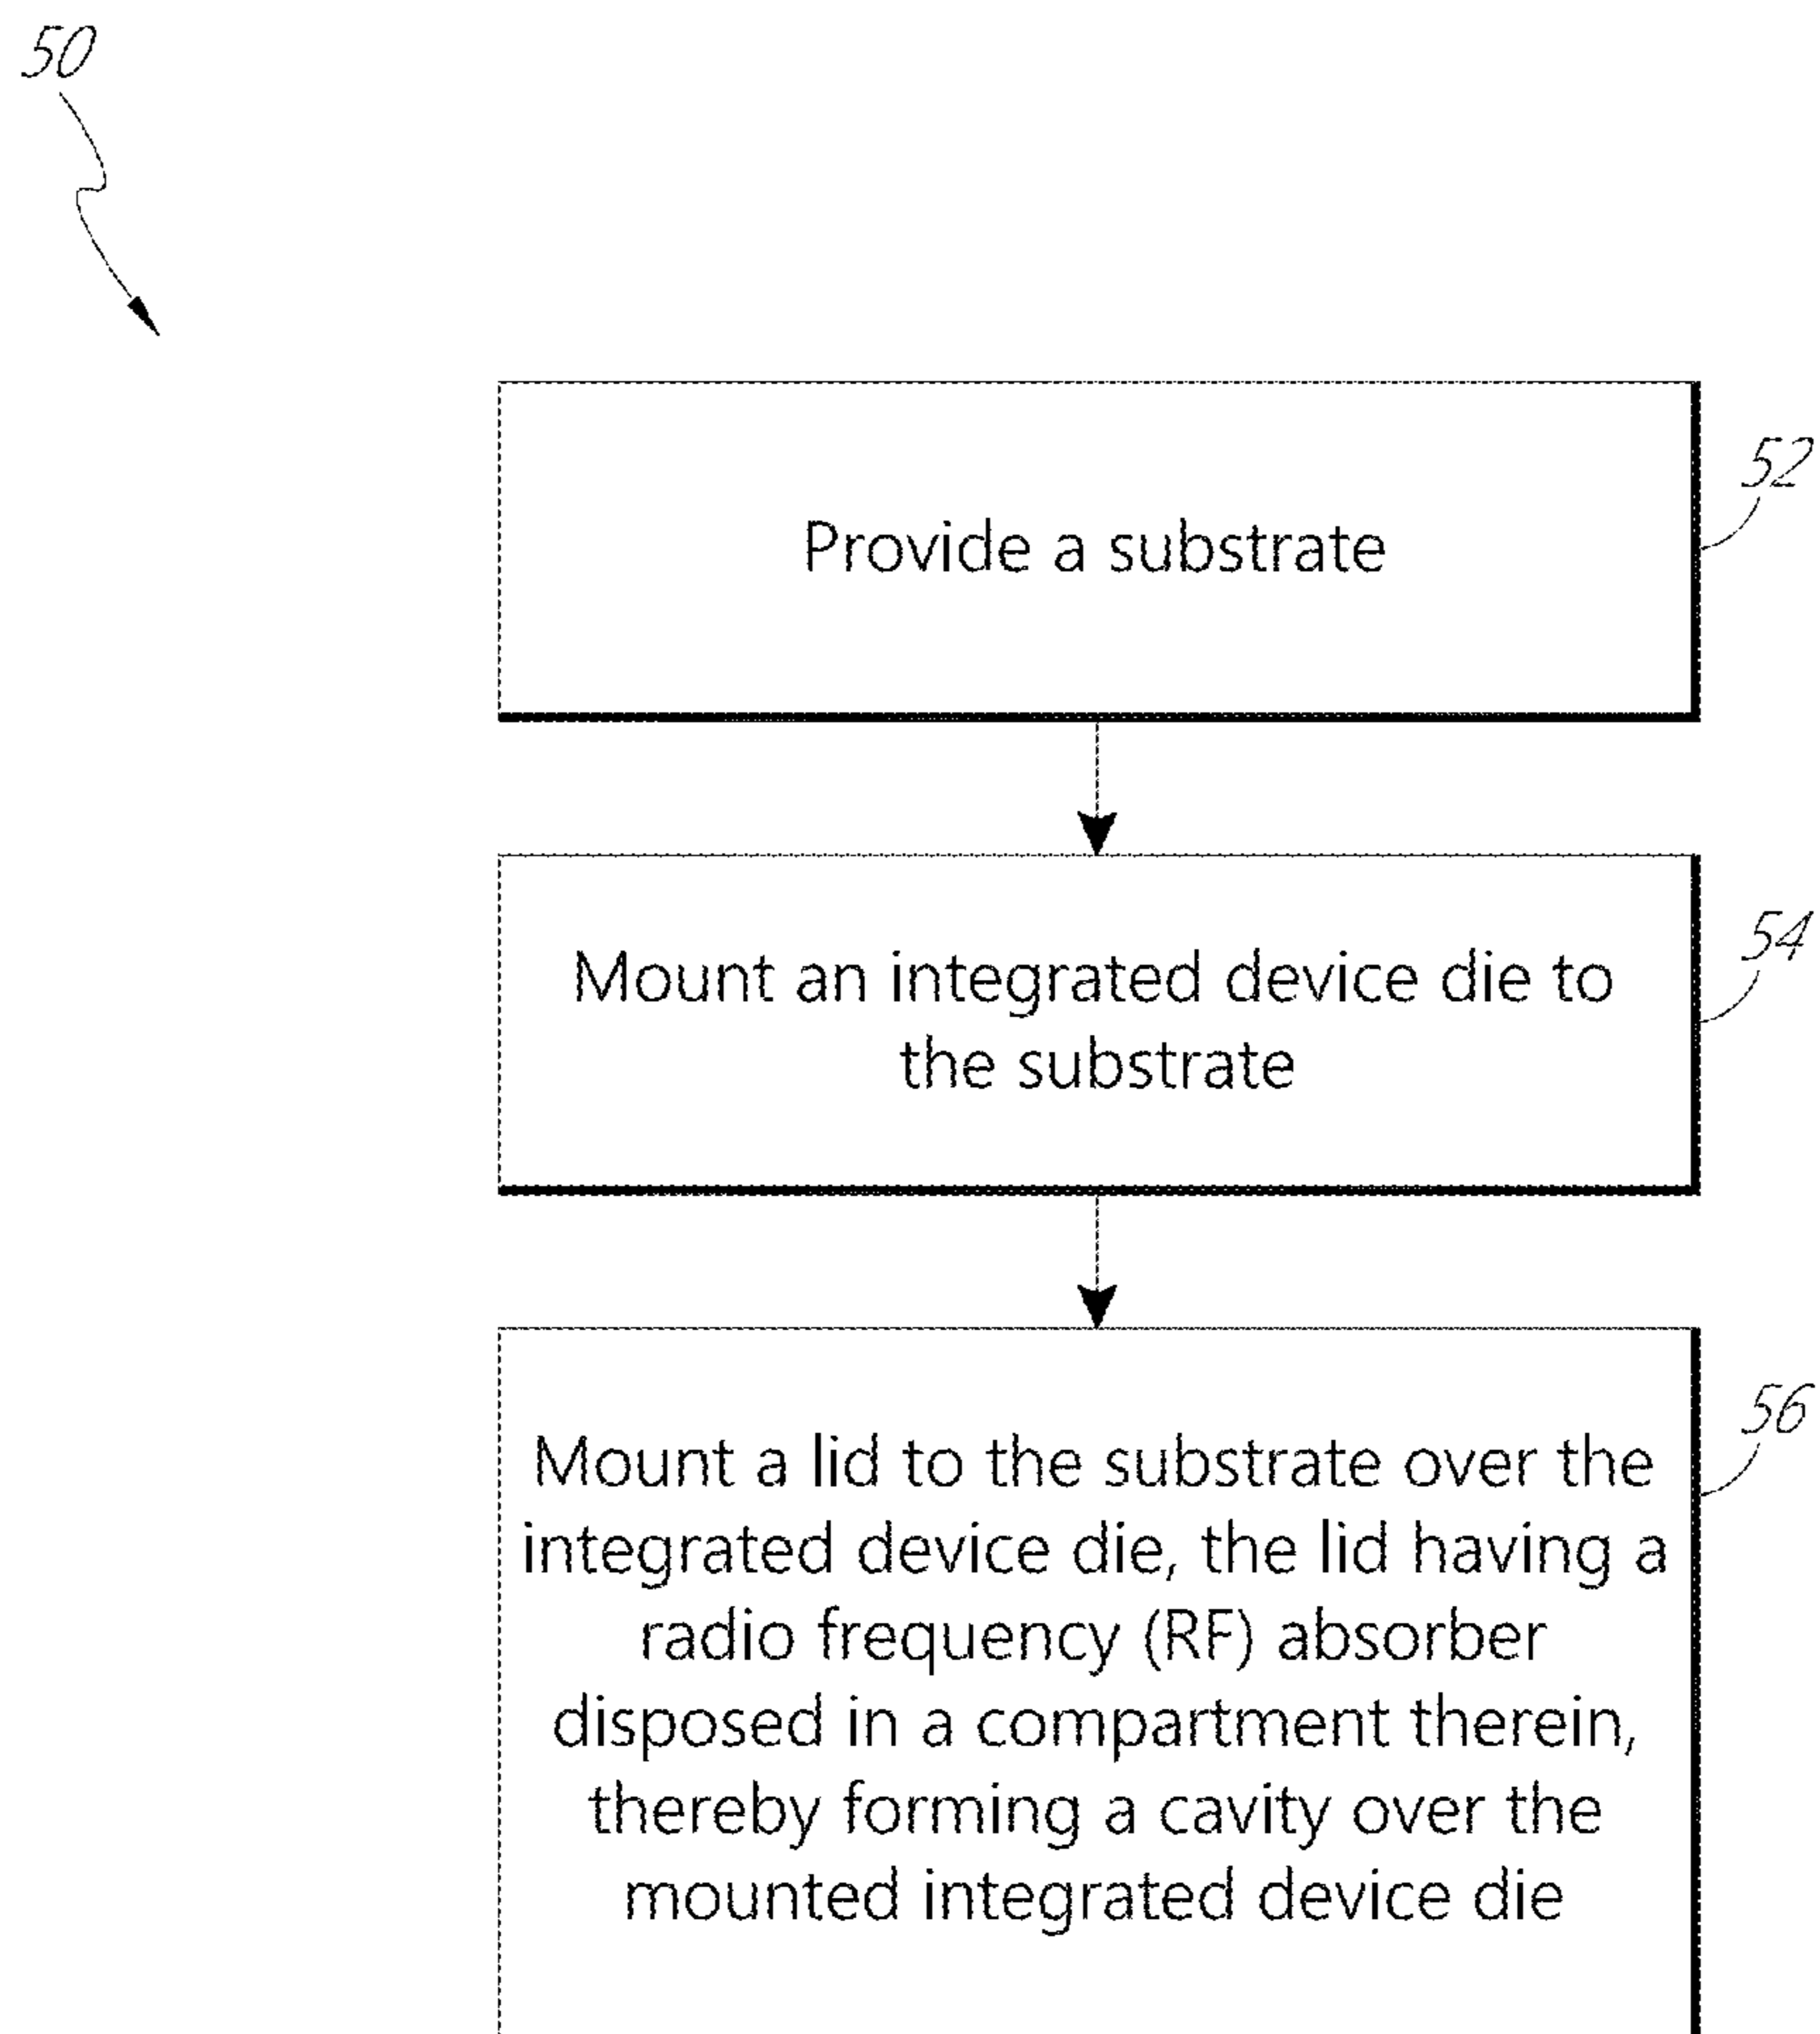 50
Provide a substrate
52
Mount an integrated device die to
the substrate
54
Mount a lid to the substrate over the
integrated device die, the lid having a
radio frequency (RF) absorber
disposed in a compartment therein,
thereby forming a cavity over the
mounted integrated device die
56